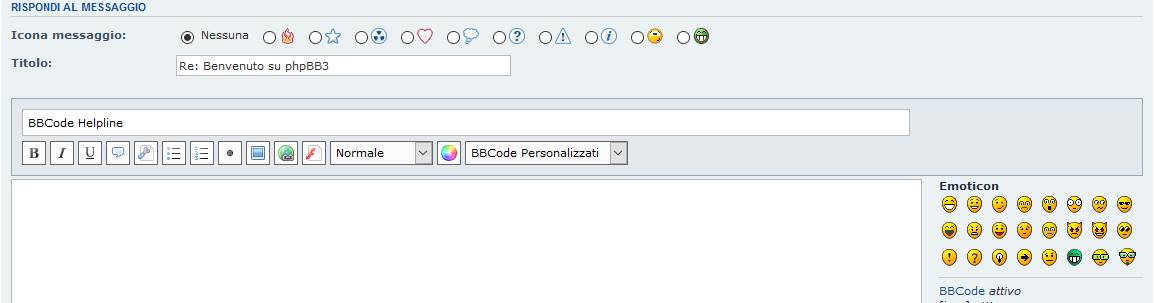 RISPONDI AL MESSAGGIO
Icona messaggio: Nessuna
Titolo: Re: Benvenuto su phpBB3
BBCode Helpline
B I U Normale BBCode Personalizzati
Emoticon
BBCode attivo